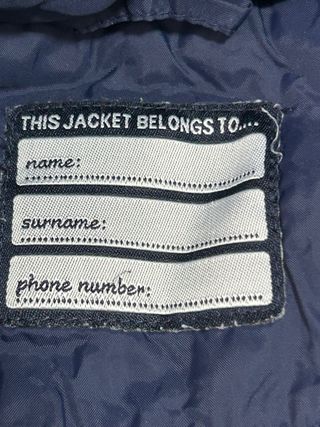 THIS JACKET BELONGS TO....
name:
surname:
phone number: